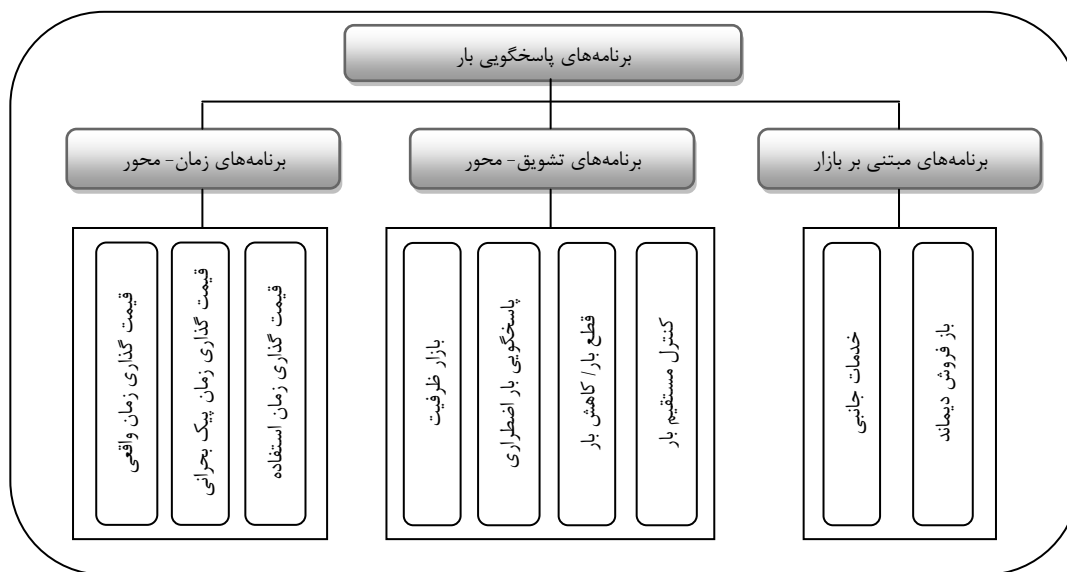 برنامه‌های پاسخگویی بار
برنامه‌های مبتنی بر بازار
برنامه‌های تشویق- محور
برنامه‌های زمان- محور
باز فروش دیماند
خدمات جانبی
کنترل مستقیم بار
قطع بار/ کاهش بار
پاسخگویی بار اضطراری
بازار ظرفیت
قیمت گذاری زمان استفاده
قیمت گذاری زمان پیک بحرانی
قیمت گذاری زمان واقعی